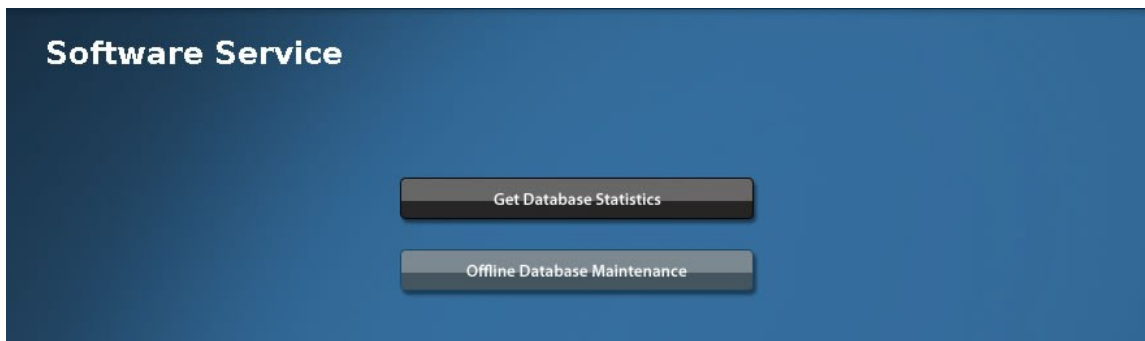 Software Service
Get Database Statistics
Offline Database Maintenance